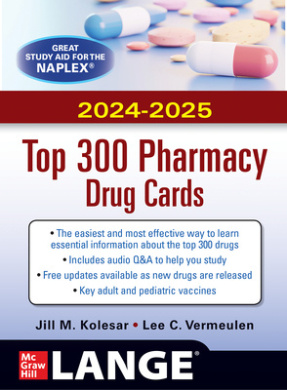 GREAT
STUDY AID FOR THE
NAPLEX®
2024-2025
Top 300 Pharmacy
Drug Cards
• The easiest and most effective way to learn
essential information about the top 300 drugs
• Includes audio Q&A to help you study
• Free updates available as new drugs are released
• Key adult and pediatric vaccines
Jill M. Kolesar • Lee C. Vermeulen
Mc
Graw
Hill
LANGE®